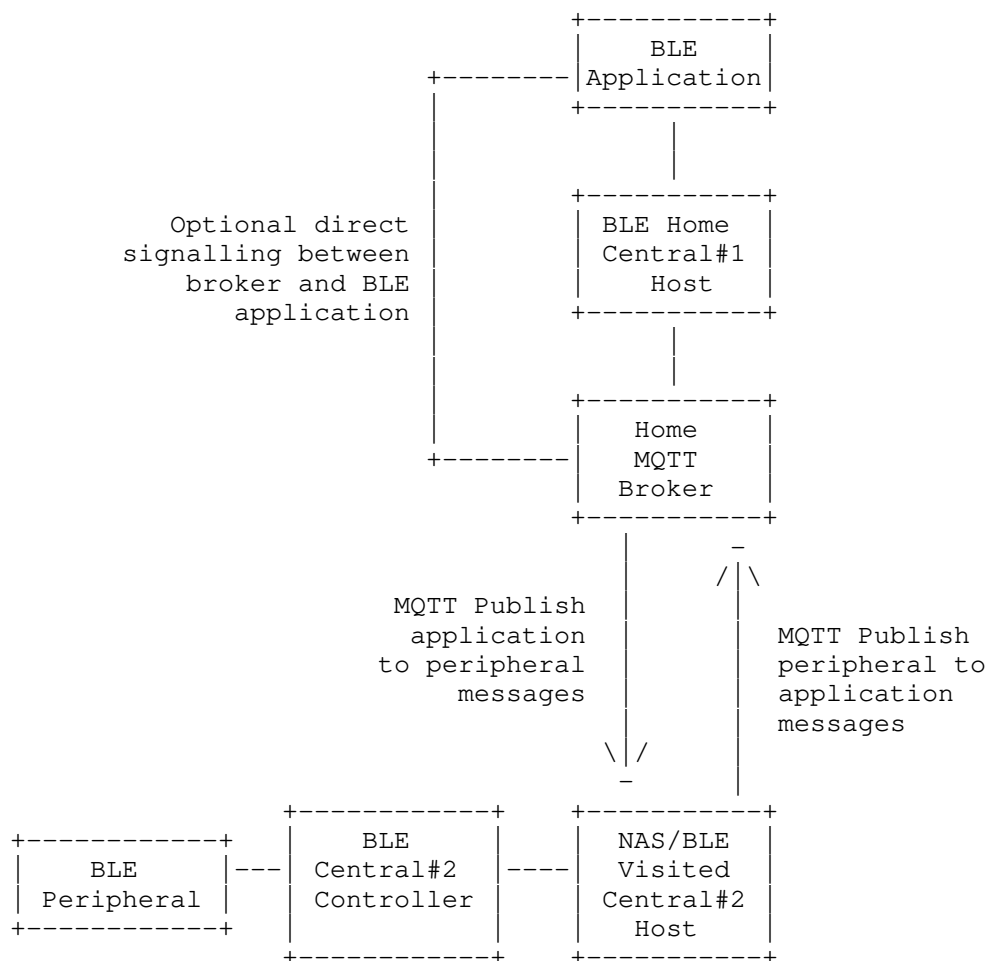 BLE
Application
Optional direct
signalling between
broker and BLE
application
BLE Home
Central#1
Host
Home
MQTT
Broker
MQTT Publish
application
to peripheral
messages
MQTT Publish
peripheral to
application
messages
BLE
Peripheral
BLE
Central#2
Controller
NAS/BLE
Visited
Central#2
Host